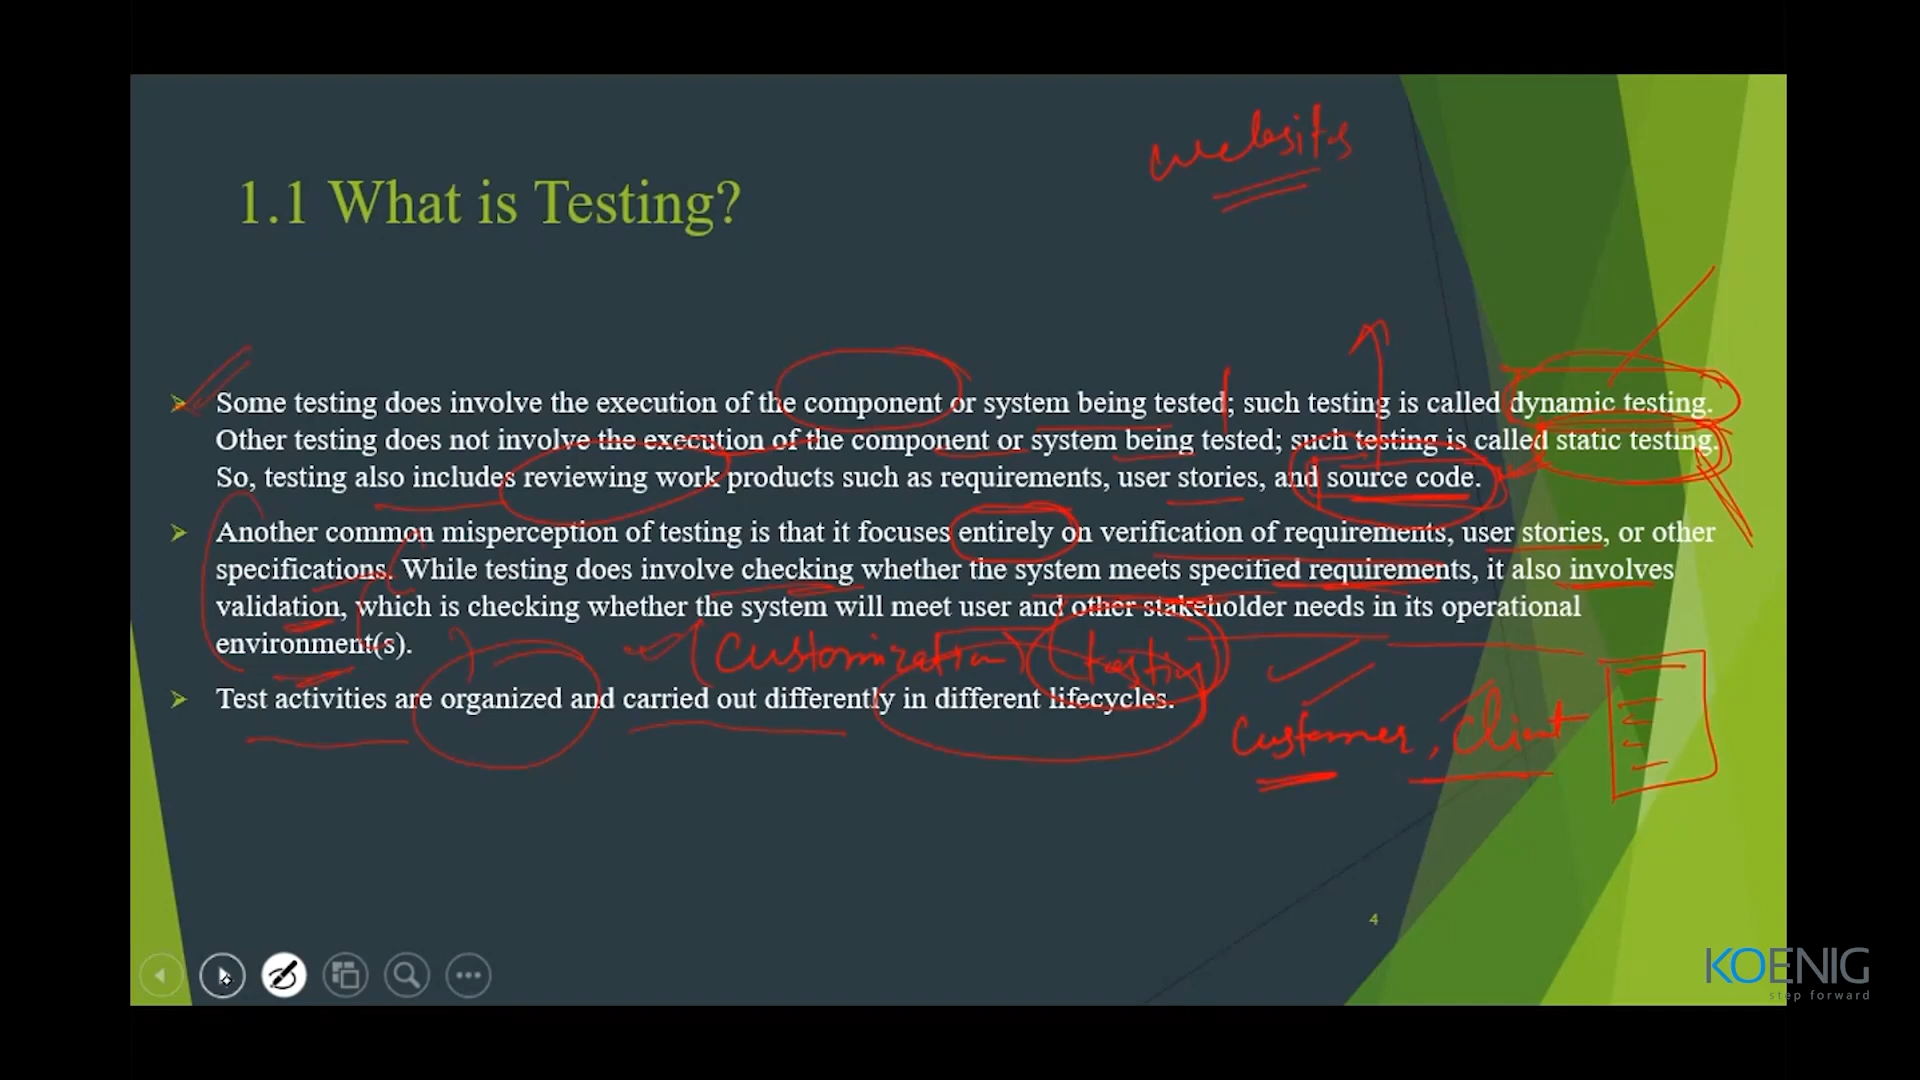 websites
1.1 What is Testing?
Some testing does involve the execution of the component or system being tested; such testing is called dynamic testing.
Other testing does not involve the execution of the component or system being tested; such testing is called static testing.
So, testing also includes reviewing work products such as requirements, user stories, and source code.
Another common misperception of testing is that it focuses entirely on verification of requirements, user stories, or other
specifications. While testing does involve checking whether the system meets specified requirements, it also involves
validation, which is checking whether the system will meet user and other stakeholder needs in its operational
environment(s).
(Customization) (testing
Test activities are organized and carried out differently in different lifecycles.
Customer, Client
4
KOENIG
step forward